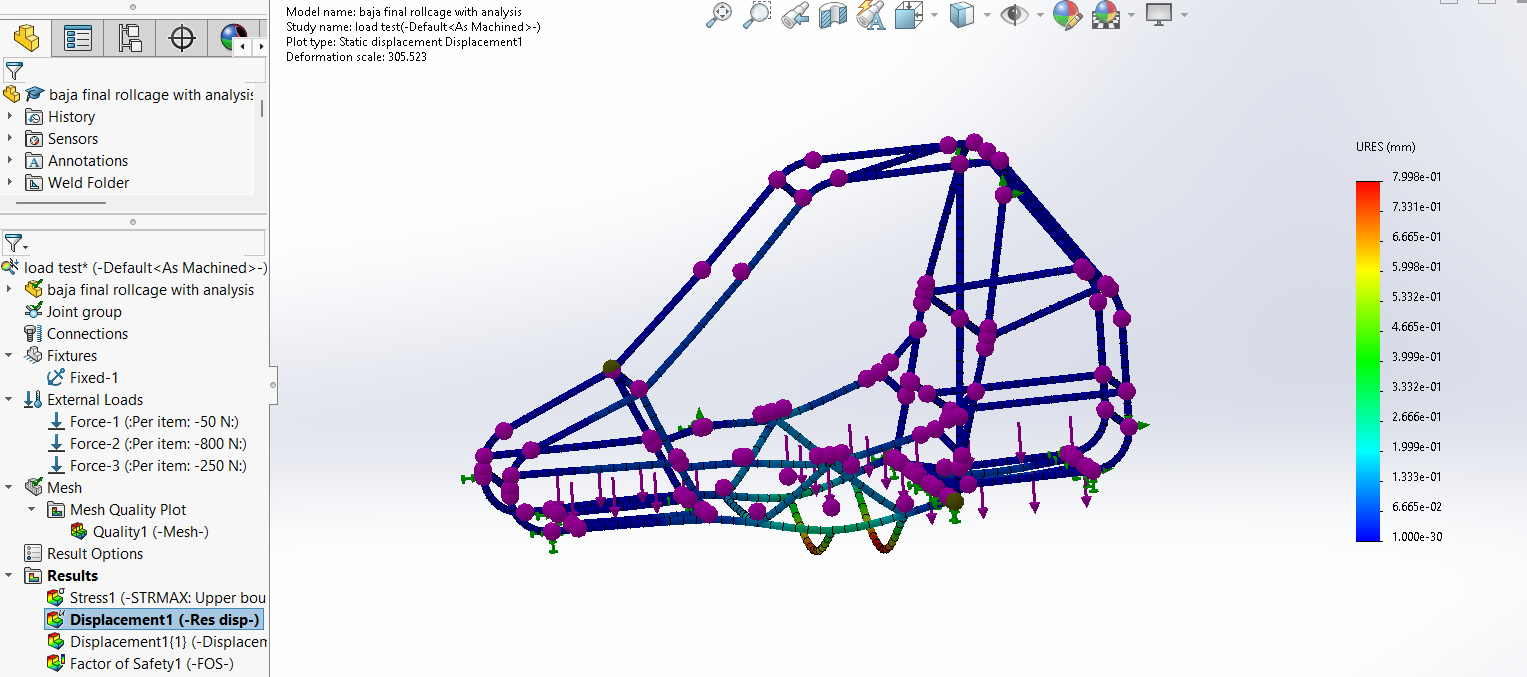 Model name: baja final rollcage with analysis
Study name: load test(-Default<As Machined>-)
Plot type: Static displacement Displacement1
Deformation scale: 305.523
baja final rollcage with analysis
History
Sensors
Annotations
Weld Folder
load test* (-Default<As Machined>-)
baja final rollcage with analysis
Joint group
Connections
Fixtures
Fixed-1
External Loads
Force-1 (:Per item: -50 N:)
Force-2 (:Per item: -800 N:)
Force-3 (:Per item: -250 N:)
Mesh
Mesh Quality Plot
Quality1 (-Mesh-)
Result Options
Results
Stress1 (-STRMAX: Upper bou
Displacement1 (-Res disp-)
Displacement1{1} (-Displacem
Factor of Safety1 (-FOS-)
URES (mm)
7.998e-01
7.331e-01
6.665e-01
5.998e-01
5.332e-01
4.665e-01
3.999e-01
3.332e-01
2.666e-01
1.999e-01
1.333e-01
6.665e-02
1.000e-30